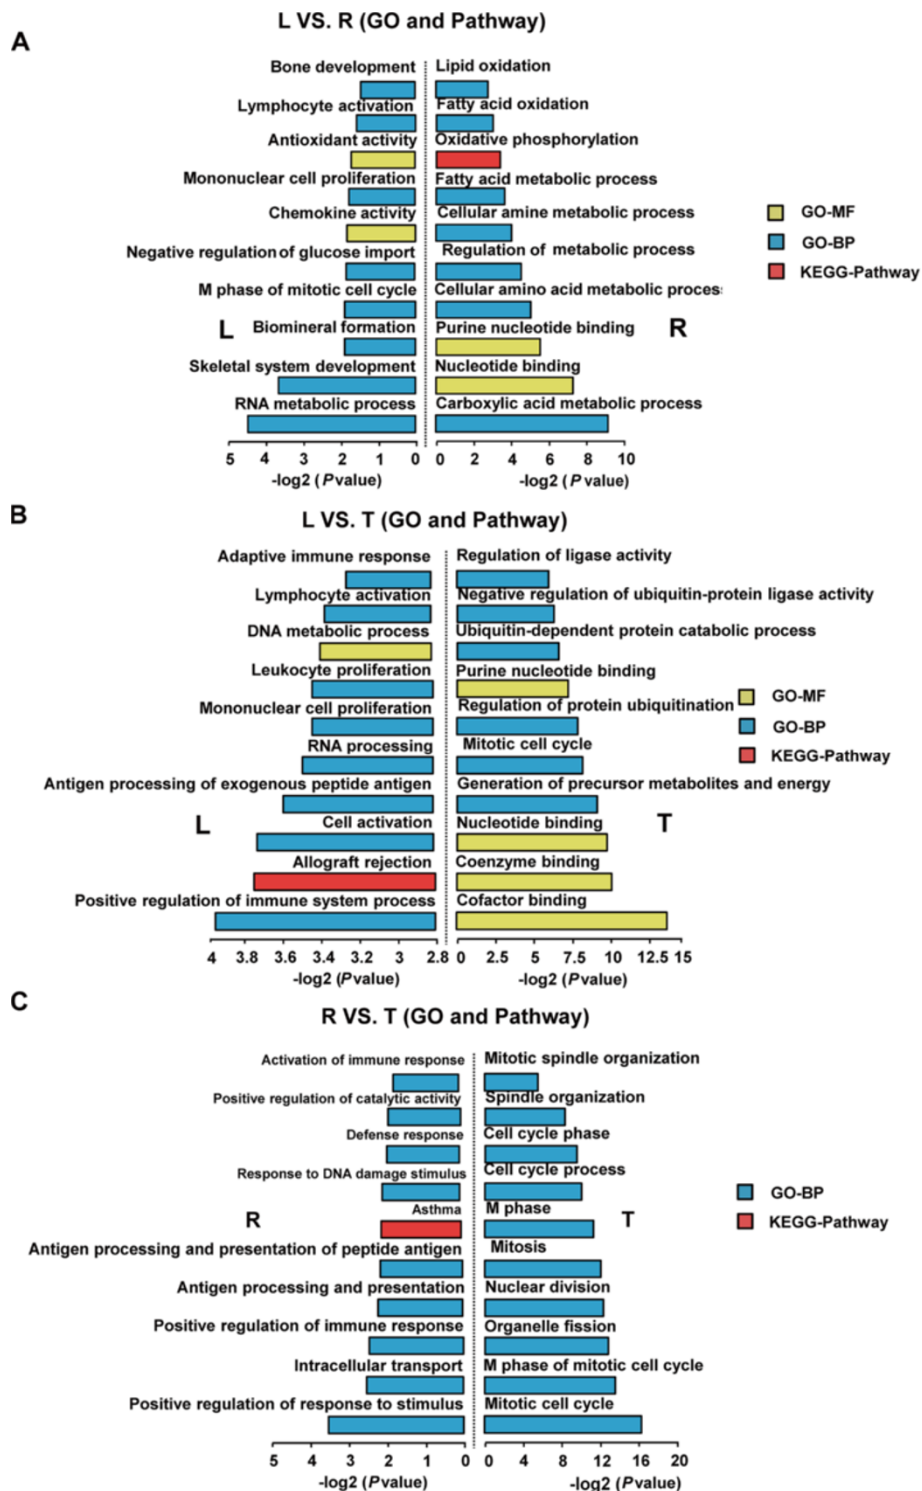 L VS. R (GO and Pathway)
A
Bone development
Lipid oxidation
Lymphocyte activation
Fatty acid oxidation
Antioxidant activity
Oxidative phosphorylation
Mononuclear cell proliferation
Fatty acid metabolic process
Chemokine activity
Cellular amine metabolic process
Negative regulation of glucose import
Regulation of metabolic process
M phase of mitotic cell cycle
Cellular amino acid metabolic process
Biomineral formation
Purine nucleotide binding
Skeletal system development
Nucleotide binding
RNA metabolic process
Carboxylic acid metabolic process
L
R
GO-MF
GO-BP
KEGG-Pathway
5 4 3 2 1 0
0 2 4 6 8 10
-log2 (P value)
-log2 (P value)
B
L VS. T (GO and Pathway)
Adaptive immune response
Regulation of ligase activity
Lymphocyte activation
Negative regulation of ubiquitin-protein ligase activity
DNA metabolic process
Ubiquitin-dependent protein catabolic process
Leukocyte proliferation
Purine nucleotide binding
Mononuclear cell proliferation
Regulation of protein ubiquitination
RNA processing
Mitotic cell cycle
Antigen processing of exogenous peptide antigen
Generation of precursor metabolites and energy
Cell activation
Nucleotide binding
Allograft rejection
Coenzyme binding
Positive regulation of immune system process
Cofactor binding
L
T
GO-MF
GO-BP
KEGG-Pathway
4 3.8 3.6 3.4 3.2 3 2.8
0 2.5 5 7.5 10 12.5 15
-log2 (P value)
-log2 (P value)
C
R VS. T (GO and Pathway)
Activation of immune response
Mitotic spindle organization
Positive regulation of catalytic activity
Spindle organization
Defense response
Cell cycle phase
Response to DNA damage stimulus
Cell cycle process
Asthma
M phase
Antigen processing and presentation of peptide antigen
Mitosis
Antigen processing and presentation
Nuclear division
Positive regulation of immune response
Organelle fission
Intracellular transport
M phase of mitotic cell cycle
Positive regulation of response to stimulus
Mitotic cell cycle
R
T
GO-BP
KEGG-Pathway
5 4 3 2 1 0
0 4 8 12 16 20
-log2 (P value)
-log2 (P value)